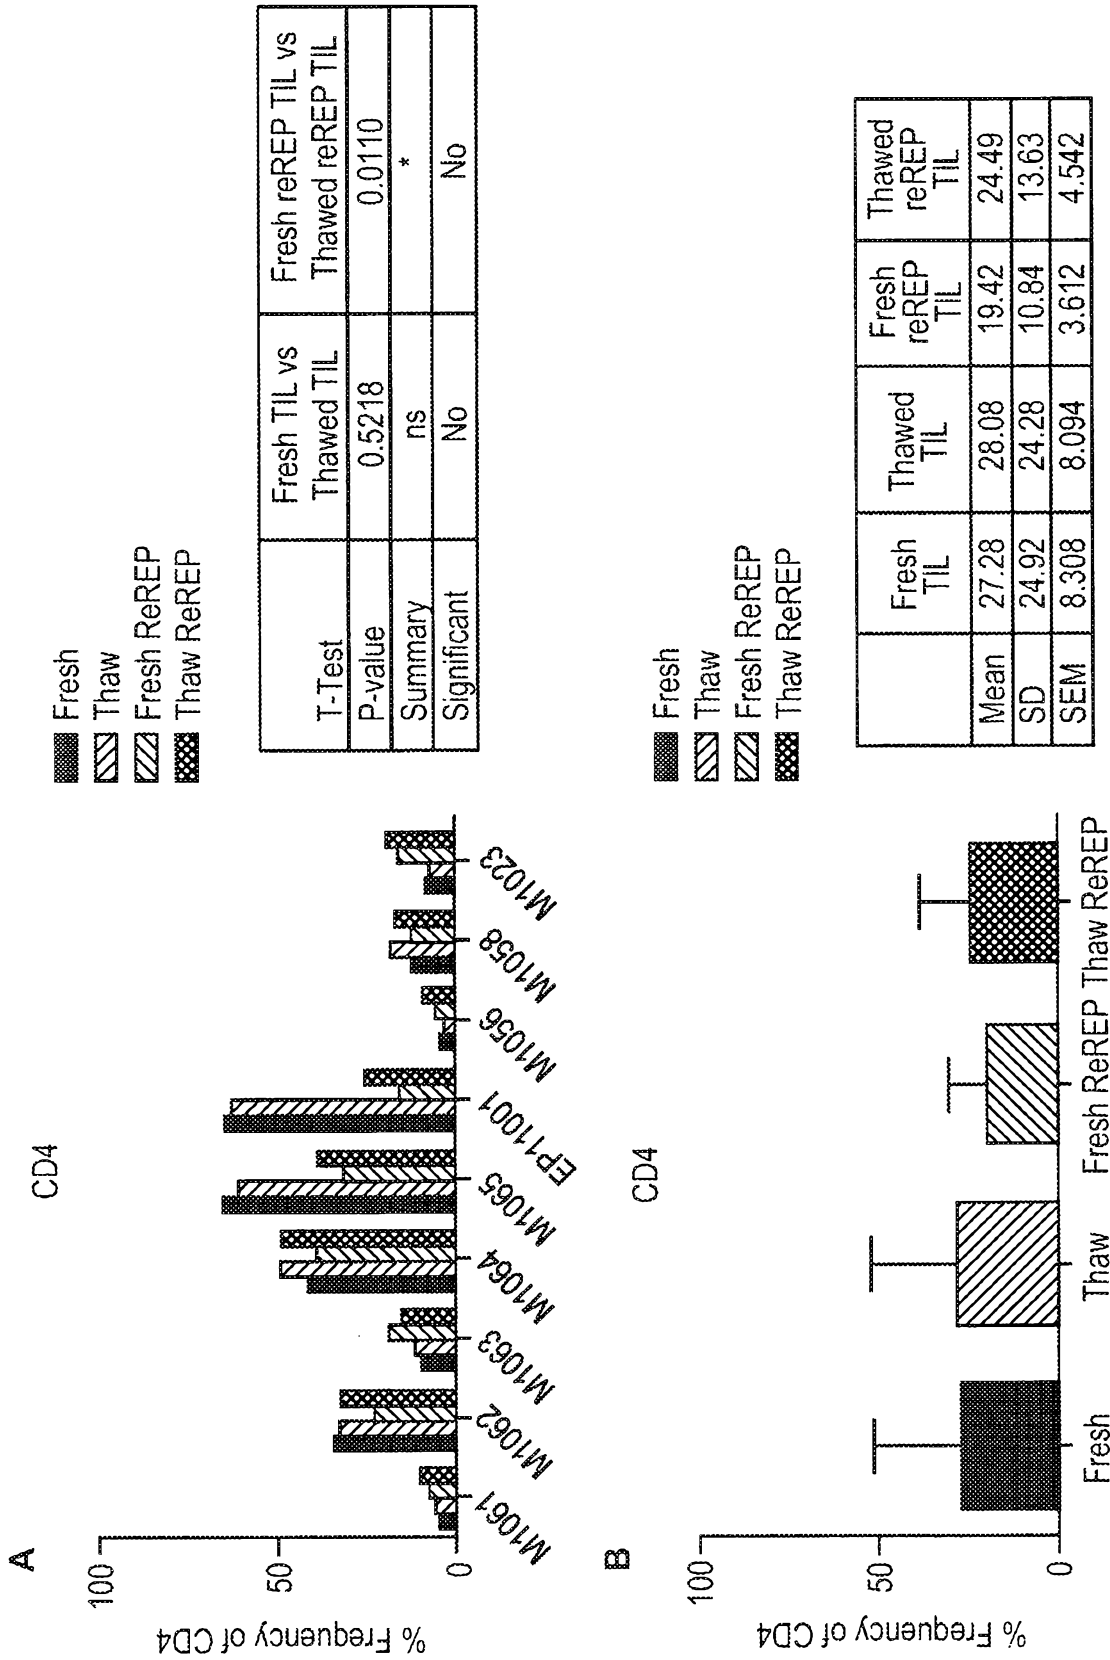 A
CD4
% Frequency of CD4
100
50
0
M1061
M1062
M1063
M1064
M1065
EP11001
M1056
M1058
M1023
Fresh
Thaw
Fresh ReREP
Thaw ReREP
T-Test
Fresh TIL vs
Thawed TIL
Fresh reREP TIL vs
Thawed reREP TIL
P-value 0.5218 0.0110
Summary ns *
Significant No No
B
CD4
% Frequency of CD4
100
50
0
Fresh Thaw Fresh ReREP Thaw ReREP
Fresh
Thaw
Fresh ReREP
Thaw ReREP
Fresh
TIL
Thawed
TIL
Fresh
reREP
TIL
Thawed
reREP
TIL
Mean 27.28 28.08 19.42 24.49
SD 24.92 24.28 10.84 13.63
SEM 8.308 8.094 3.612 4.542